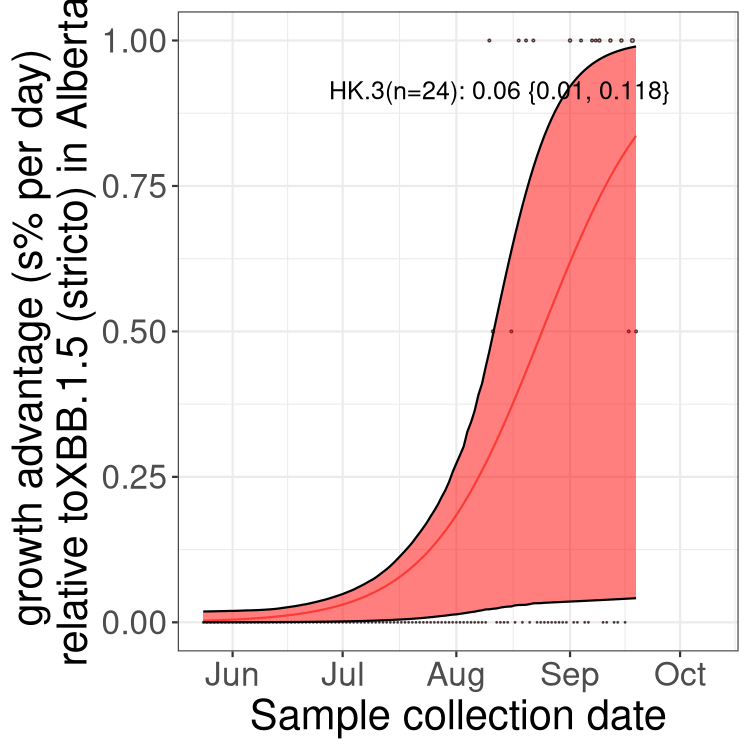 growth advantage (s% per day)
relative toXBB.1.5 (stricto) in Alberta
1.00
0.75
0.50
0.25
0.00
HK.3(n=24): 0.06 {0.01, 0.118}
Jun Jul Aug Sep Oct
Sample collection date